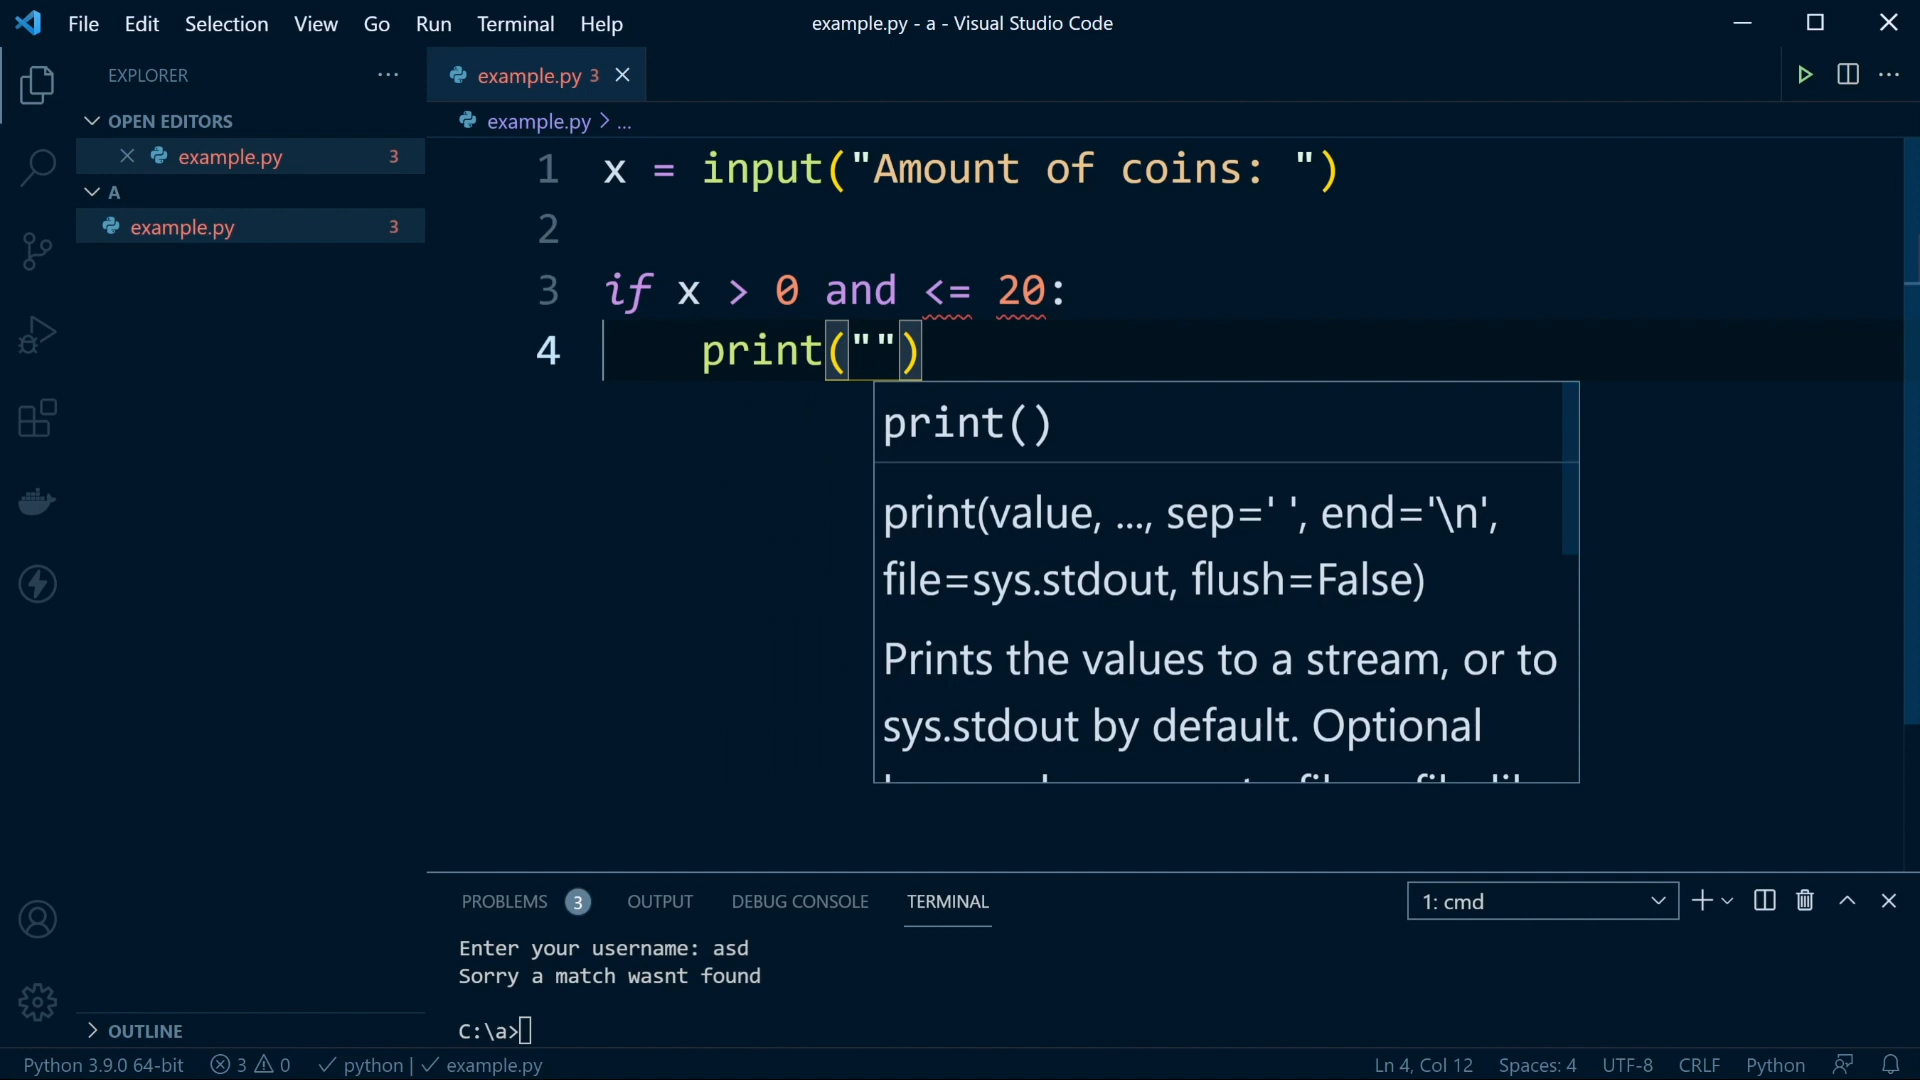 File Edit Selection View Go Run Terminal Help
example.py - a - Visual Studio Code
EXPLORER
OPEN EDITORS
example.py 3
A
example.py 3
example.py 3
example.py > ...
1 x = input("Amount of coins: ")
2
3 if x > 0 and <= 20:
4 print("")
print()
print(value, ..., sep=' ', end='\n',
file=sys.stdout, flush=False)
Prints the values to a stream, or to
sys.stdout by default. Optional
PROBLEMS 3 OUTPUT DEBUG CONSOLE TERMINAL
1: cmd
Enter your username: asd
Sorry a match wasnt found
C:\a>
OUTLINE
Python 3.9.0 64-bit 3 0 python | example.py
Ln 4, Col 12 Spaces: 4 UTF-8 CRLF Python